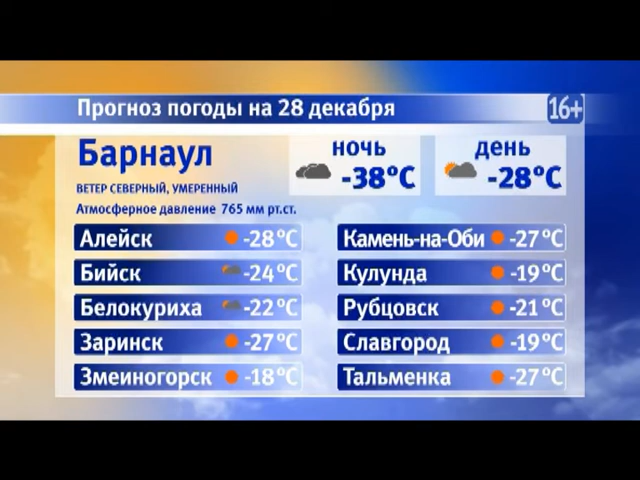 Прогноз погоды на 28 декабря 16+
Барнаул
ночь -38°С
день -28°С
ВЕТЕР СЕВЕРНЫЙ, УМЕРЕННЫЙ
Атмосферное давление 765 мм рт.ст.
Алейск -28°С
Бийск -24°С
Белокуриха -22°С
Заринск -27°С
Змеиногорск -18°С
Камень-на-Оби -27°С
Кулунда -19°С
Рубцовск -21°С
Славгород -19°С
Тальменка -27°С